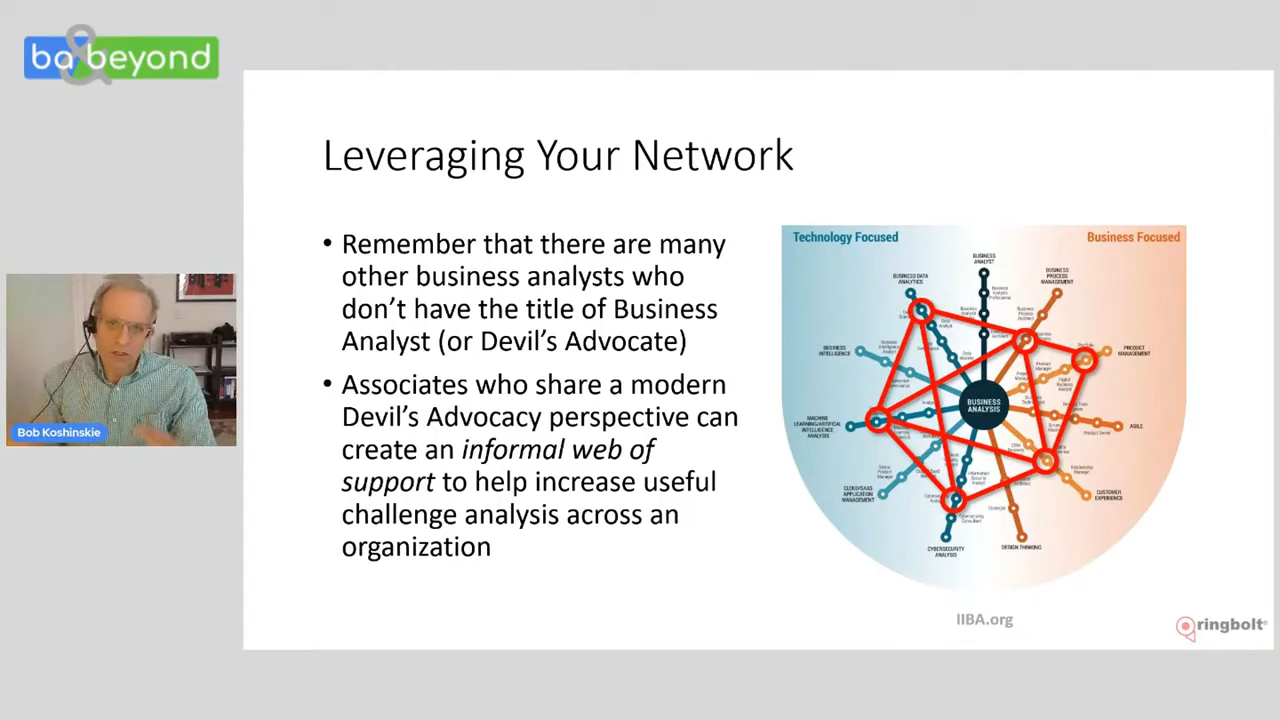 ba&beyond
Leveraging Your Network
• Remember that there are many
other business analysts who
don’t have the title of Business
Analyst (or Devil’s Advocate)
• Associates who share a modern
Devil’s Advocacy perspective can
create an informal web of
support to help increase useful
challenge analysis across an
organization
Bob Koshinskie
Technology Focused
Business Focused
BUSINESS
ANALYST
BUSINESS DATA
ANALYTICS
BUSINESS
PROCESS
MANAGEMENT
BUSINESS
INTELLIGENCE
PRODUCT
MANAGEMENT
BUSINESS
ANALYSIS
MACHINE
LEARNING/ARTIFICIAL
INTELLIGENCE
ANALYSIS
AGILE
CLOUD/SAAS
APPLICATION
MANAGEMENT
CUSTOMER
EXPERIENCE
CYBERSECURITY
ANALYSIS
DESIGN THINKING
IIBA.org
ringbolt®